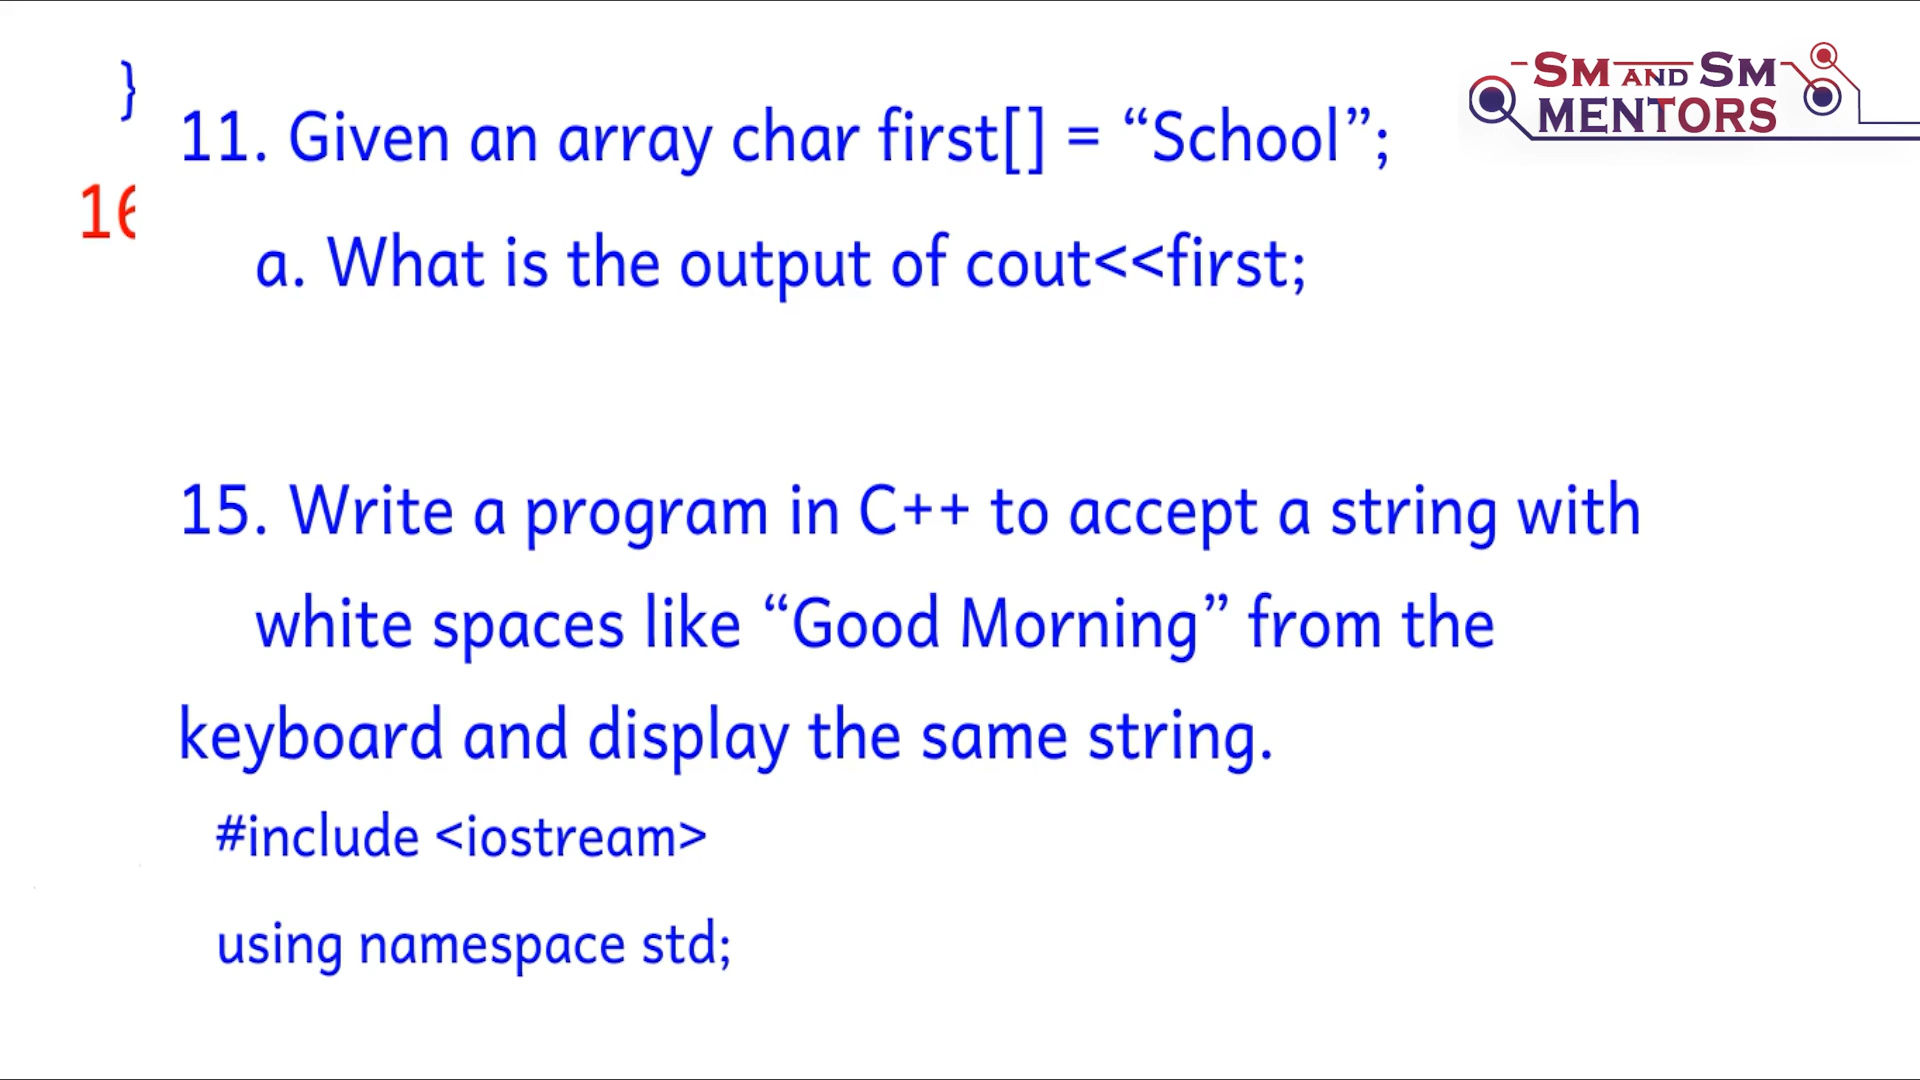 }
SM AND SM
MENTORS
11. Given an array char first[] = “School”;
16
a. What is the output of cout<<first;
15. Write a program in C++ to accept a string with
white spaces like “Good Morning” from the
keyboard and display the same string.
#include <iostream>
using namespace std;